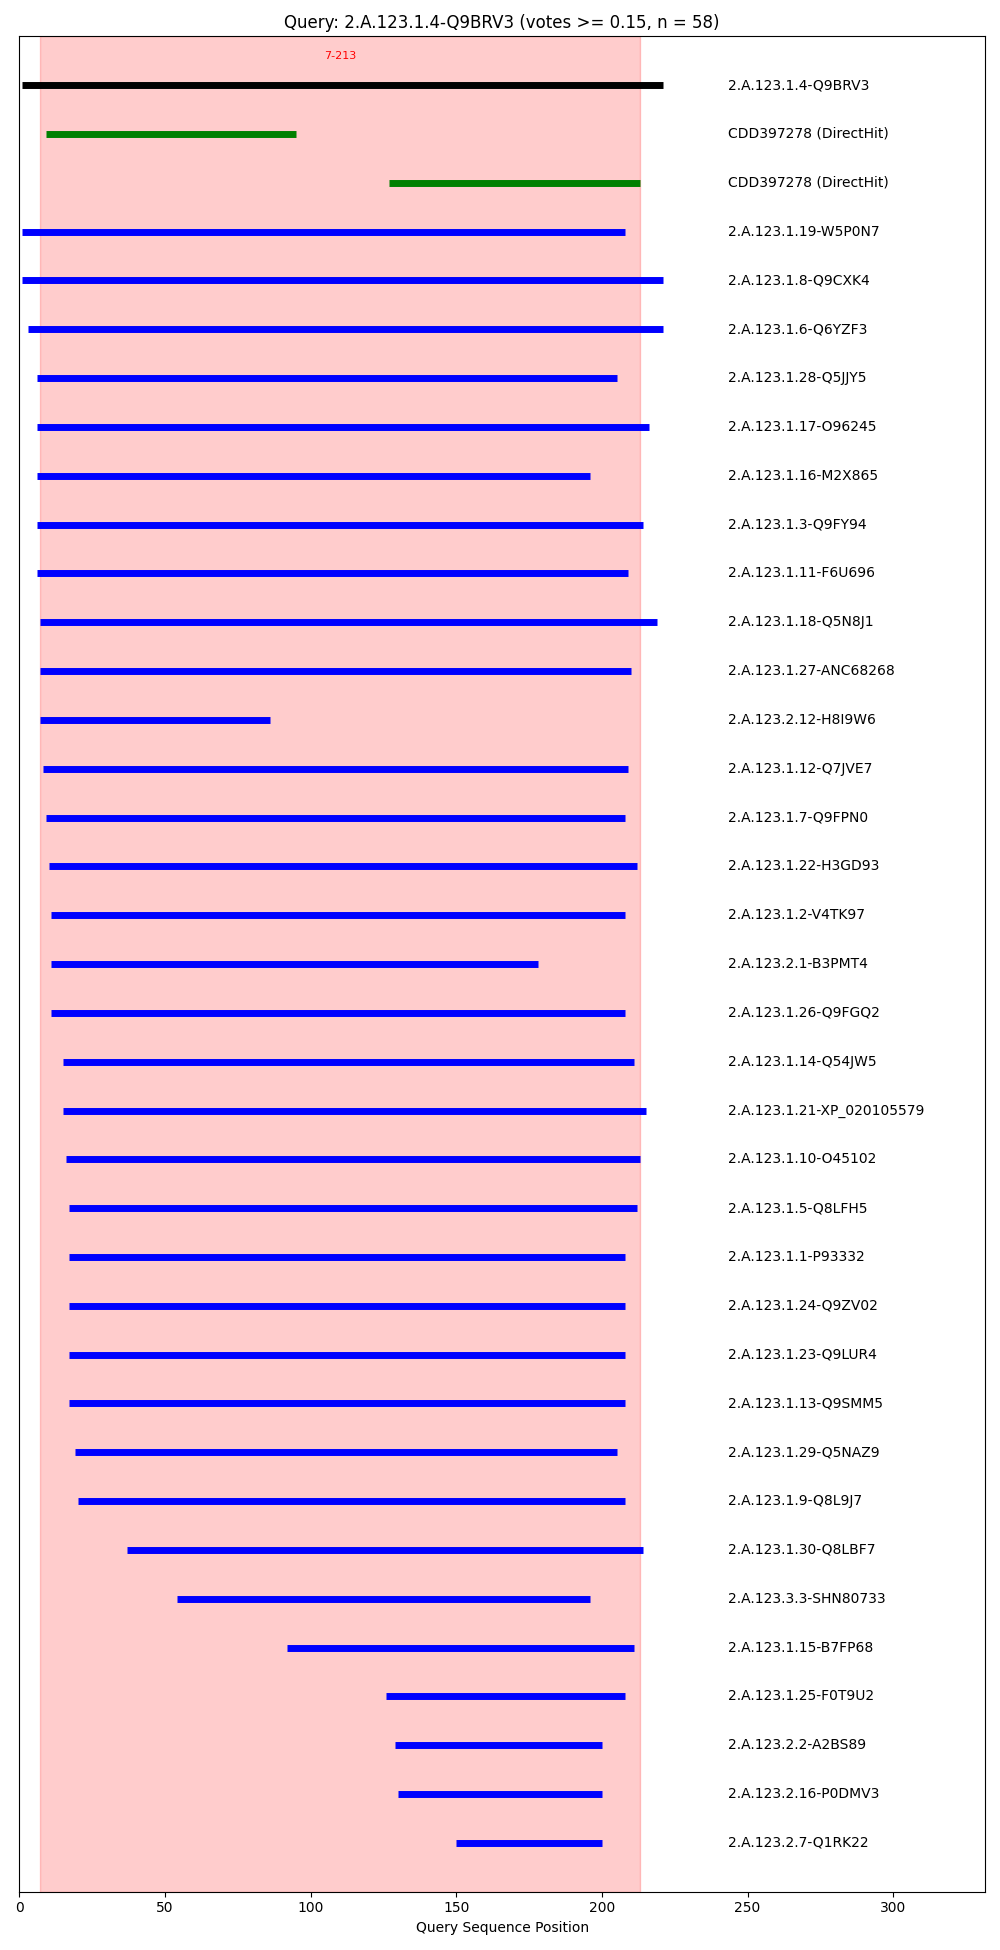 Query: 2.A.123.1.4-Q9BRV3 (votes >= 0.15, n = 58)
7-213
2.A.123.1.4-Q9BRV3
CDD397278 (DirectHit)
CDD397278 (DirectHit)
2.A.123.1.19-W5P0N7
2.A.123.1.8-Q9CXK4
2.A.123.1.6-Q6YZF3
2.A.123.1.28-Q5JJY5
2.A.123.1.17-O96245
2.A.123.1.16-M2X865
2.A.123.1.3-Q9FY94
2.A.123.1.11-F6U696
2.A.123.1.18-Q5N8J1
2.A.123.1.27-ANC68268
2.A.123.2.12-H8I9W6
2.A.123.1.12-Q7JVE7
2.A.123.1.7-Q9FPN0
2.A.123.1.22-H3GD93
2.A.123.1.2-V4TK97
2.A.123.2.1-B3PMT4
2.A.123.1.26-Q9FGQ2
2.A.123.1.14-Q54JW5
2.A.123.1.21-XP_020105579
2.A.123.1.10-O45102
2.A.123.1.5-Q8LFH5
2.A.123.1.1-P93332
2.A.123.1.24-Q9ZV02
2.A.123.1.23-Q9LUR4
2.A.123.1.13-Q9SMM5
2.A.123.1.29-Q5NAZ9
2.A.123.1.9-Q8L9J7
2.A.123.1.30-Q8LBF7
2.A.123.3.3-SHN80733
2.A.123.1.15-B7FP68
2.A.123.1.25-F0T9U2
2.A.123.2.2-A2BS89
2.A.123.2.16-P0DMV3
2.A.123.2.7-Q1RK22
0 50 100 150 200 250 300
Query Sequence Position